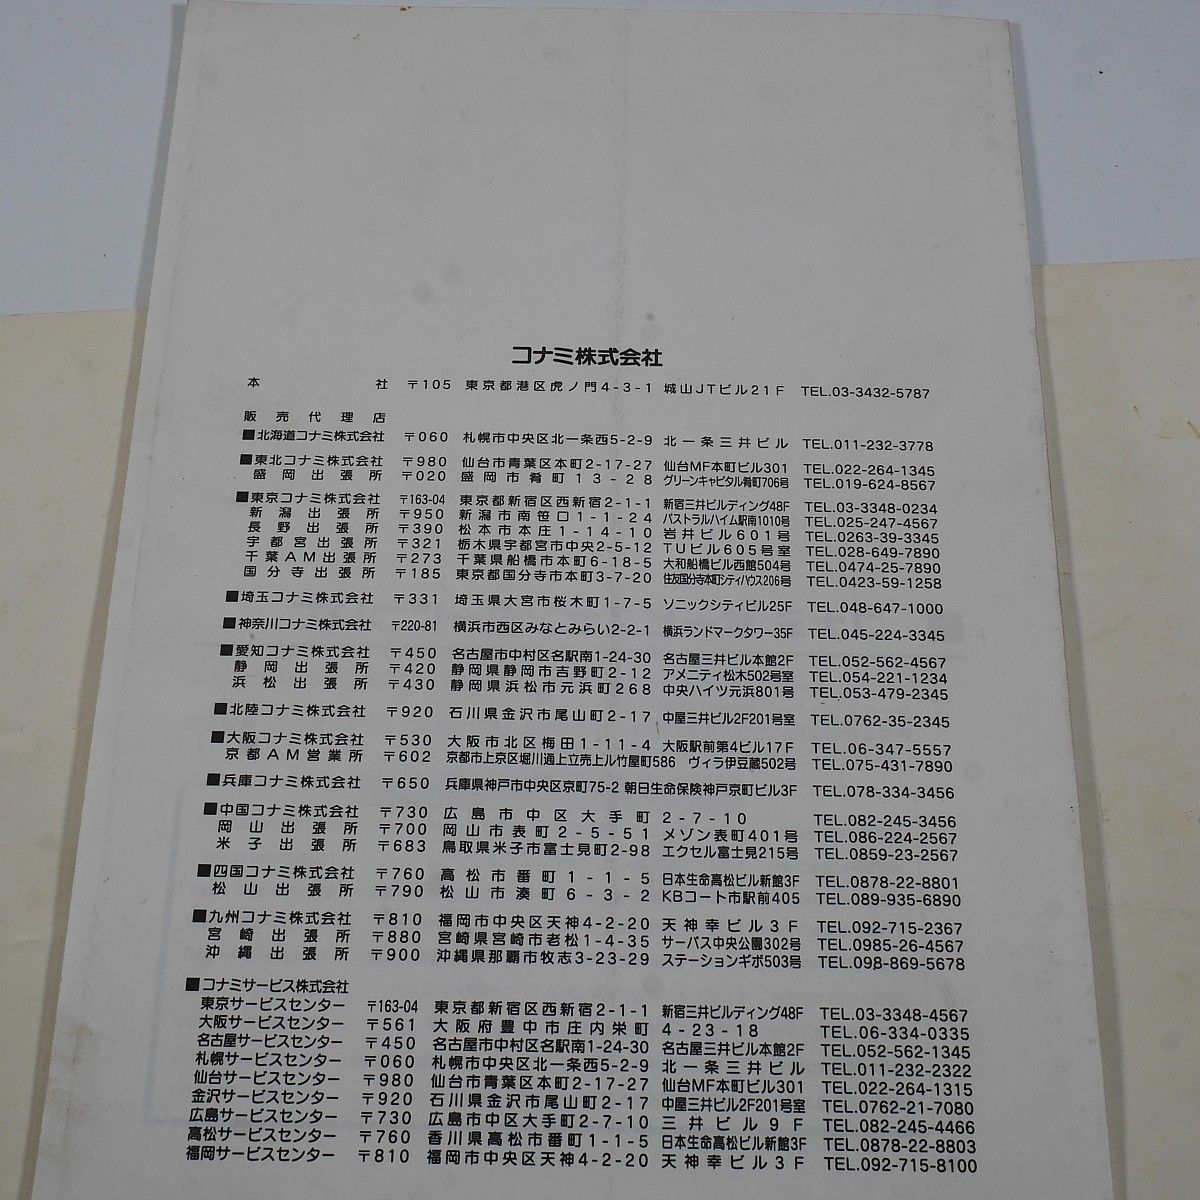 コナミ株式会社
本社 〒105 東京都港区虎ノ門4-3-1 城山JTビル21F TEL.03-3432-5787
販売代理店
■北海道コナミ株式会社 〒060 札幌市中央区北一条西5-2-9 北一条三井ビル TEL.011-232-3778
■東北コナミ株式会社 〒980 仙台市青葉区本町2-17-27 仙台MF本町ビル301 TEL.022-264-1345
盛岡出張所 〒020 盛岡市肴町13-28 グリーンキャピタル肴町706号 TEL.019-624-8567
■東京コナミ株式会社 〒163-04 東京都新宿区西新宿2-1-1 新宿三井ビルディング48F TEL.03-3348-0234
新潟出張所 〒950 新潟市南笹口1-1-24 パストラルハイム駅南1010号 TEL.025-247-4567
長野出張所 〒390 松本市本庄1-14-10 岩井ビル601号 TEL.0263-39-3345
宇都宮出張所 〒321 栃木県宇都宮市中央2-5-12 TUビル605号室 TEL.028-649-7890
千葉AM出張所 〒273 千葉県船橋市本町6-18-5 大和船橋ビル西館504号 TEL.0474-25-7890
国分寺出張所 〒185 東京都国分寺市本町3-7-20 住友国分寺本町シティハウス206号 TEL.0423-59-1258
■埼玉コナミ株式会社 〒331 埼玉県大宮市桜木町1-7-5 ソニックシティビル25F TEL.048-647-1000
■神奈川コナミ株式会社 〒220-81 横浜市西区みなとみらい2-2-1 横浜ランドマークタワー35F TEL.045-224-3345
■愛知コナミ株式会社 〒450 名古屋市中村区名駅南1-24-30 名古屋三井ビル本館2F TEL.052-562-4567
静岡出張所 〒420 静岡県静岡市吉野町2-12 アメニティ松木502号室 TEL.054-221-1234
浜松出張所 〒430 静岡県浜松市元浜町268 中央ハイツ元浜801号 TEL.053-479-2345
■北陸コナミ株式会社 〒920 石川県金沢市尾山町2-17 中屋三井ビル2F201号室 TEL.0762-35-2345
■大阪コナミ株式会社 〒530 大阪市北区梅田1-11-4 大阪駅前第4ビル17F TEL.06-347-5557
京都AM営業所 〒602 京都市上京区堀川通上立売上ル竹屋町586 ヴィラ伊豆蔵502号 TEL.075-431-7890
■兵庫コナミ株式会社 〒650 兵庫県神戸市中央区京町75-2 朝日生命保険神戸京町ビル3F TEL.078-334-3456
■中国コナミ株式会社 〒730 広島市中区大手町2-7-10 TEL.082-245-3456
岡山出張所 〒700 岡山市表町2-5-51 メゾン表町401号 TEL.086-224-2567
米子出張所 〒683 鳥取県米子市富士見町2-98 エクセル富士見215号 TEL.0859-23-2567
■四国コナミ株式会社 〒760 高松市番町1-1-5 日本生命高松ビル新館3F TEL.0878-22-8801
松山出張所 〒790 松山市湊町6-3-2 KBコート市駅前405 TEL.089-935-6890
■九州コナミ株式会社 〒810 福岡市中央区天神4-2-20 天神幸ビル3F TEL.092-715-2367
宮崎出張所 〒880 宮崎県宮崎市老松1-4-35 サーパス中央公園302号 TEL.0985-26-4567
沖縄出張所 〒900 沖縄県那覇市牧志3-23-29 ステーションギボ503号 TEL.098-869-5678
■コナミサービス株式会社
東京サービスセンター 〒163-04 東京都新宿区西新宿2-1-1 新宿三井ビルディング48F TEL.03-3348-4567
大阪サービスセンター 〒561 大阪府豊中市庄内栄町4-23-18 TEL.06-334-0335
名古屋サービスセンター 〒450 名古屋市中村区名駅南1-24-30 名古屋三井ビル本館2F TEL.052-562-1345
札幌サービスセンター 〒060 札幌市中央区北一条西5-2-9 北一条三井ビル TEL.011-232-2322
仙台サービスセンター 〒980 仙台市青葉区本町2-17-27 仙台MF本町ビル301 TEL.022-264-1315
金沢サービスセンター 〒920 石川県金沢市尾山町2-17 中屋三井ビル2F201号室 TEL.0762-21-7080
広島サービスセンター 〒730 広島市中区大手町2-7-10 三井ビル9F TEL.082-245-4466
高松サービスセンター 〒760 香川県高松市番町1-1-5 日本生命高松ビル新館3F TEL.0878-22-8803
福岡サービスセンター 〒810 福岡市中央区天神4-2-20 天神幸ビル3F TEL.092-715-8100